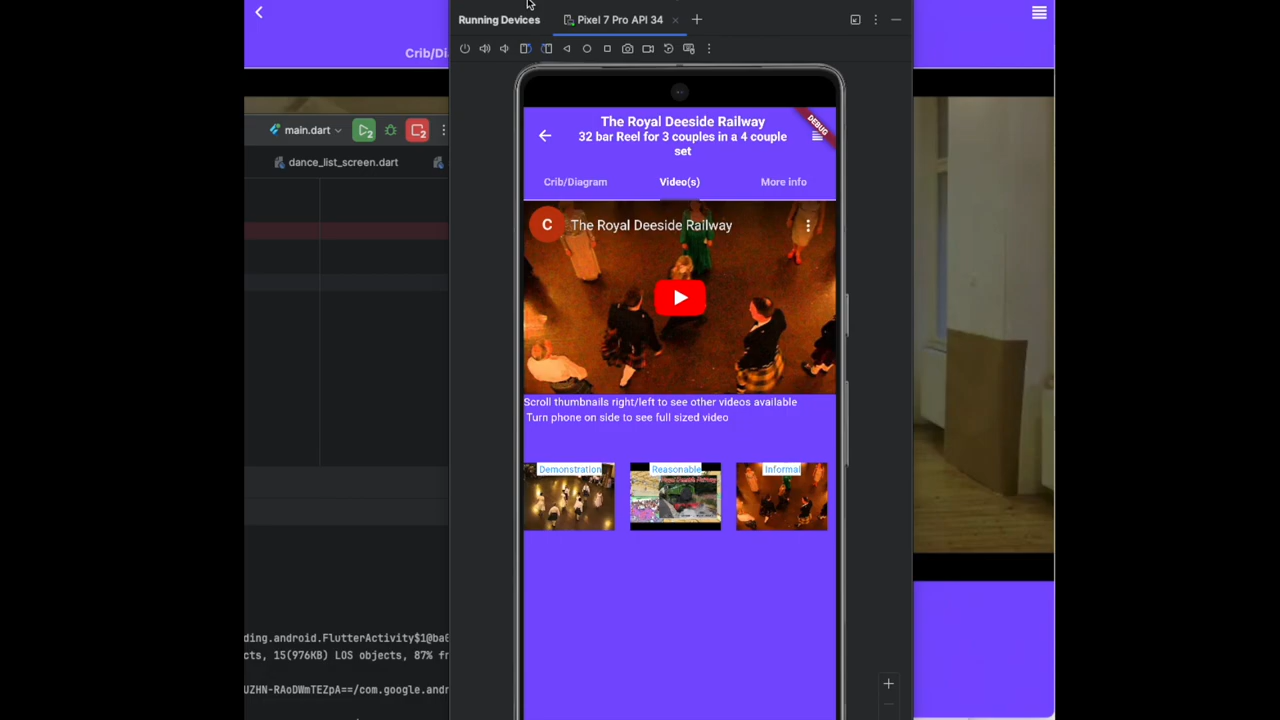 Running Devices
Pixel 7 Pro API 34
Crib/Di
main.dart
2
2
dance_list_screen.dart
The Royal Deeside Railway
32 bar Reel for 3 couples in a 4 couple
set
DEBUG
Crib/Diagram
Video(s)
More info
C
The Royal Deeside Railway
Scroll thumbnails right/left to see other videos available
Turn phone on side to see full sized video
Demonstration
Reasonable
Informal
ding.android.FlutterActivity$1@ba
cts, 15(976KB) LOS objects, 87% fr
UZHN-RAoDWmTEZpA==/com.google.andr